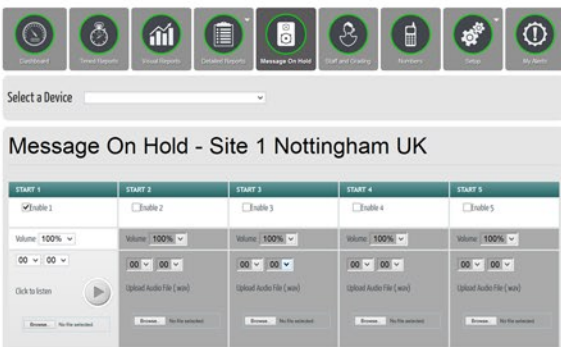 Dashboard Timed Reports Visual Reports Detailed Reports Message On Hold Staff and Grading Numbers Setup My Alerts
Select a Device
Message On Hold - Site 1 Nottingham UK
START 1 START 2 START 3 START 4 START 5
Enable 1 Enable 2 Enable 3 Enable 4 Enable 5
Volume 100% Volume 100% Volume 100% Volume 100% Volume 100%
00 00 00 00 00 00 00 00 00 00
Click to listen Upload Audio File (.wav) Upload Audio File (.wav) Upload Audio File (.wav) Upload Audio File (.wav)
Browse... No file selected. Browse... No file selected. Browse... No file selected. Browse... No file selected. Browse... No file selected.